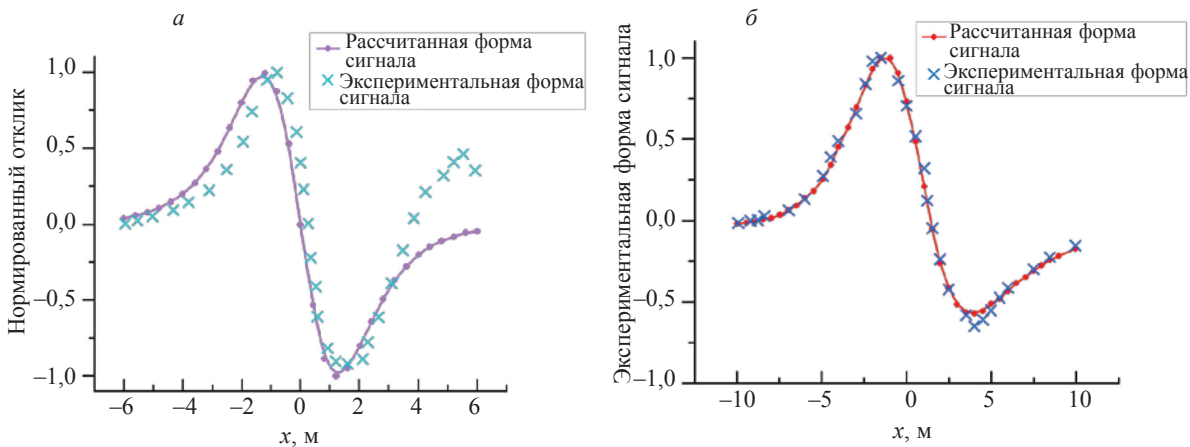 а
Рассчитанная форма
сигнала
Экспериментальная форма
сигнала
Нормированный отклик
1,0
0,5
0,0
–0,5
–1,0
–6
–4
–2
0
2
4
6
x, м
б
Рассчитанная форма
сигнала
Экспериментальная форма
сигнала
Экспериментальная форма сигнала
1,0
0,5
0,0
–0,5
–1,0
–10
–5
0
5
10
x, м